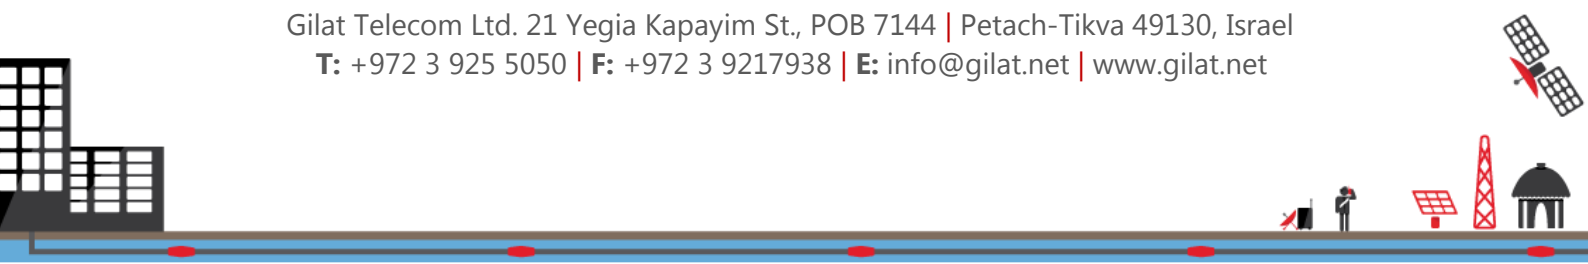 Gilat Telecom Ltd. 21 Yegia Kapayim St., POB 7144 | Petach-Tikva 49130, Israel
T: +972 3 925 5050 | F: +972 3 9217938 | E: info@gilat.net | www.gilat.net